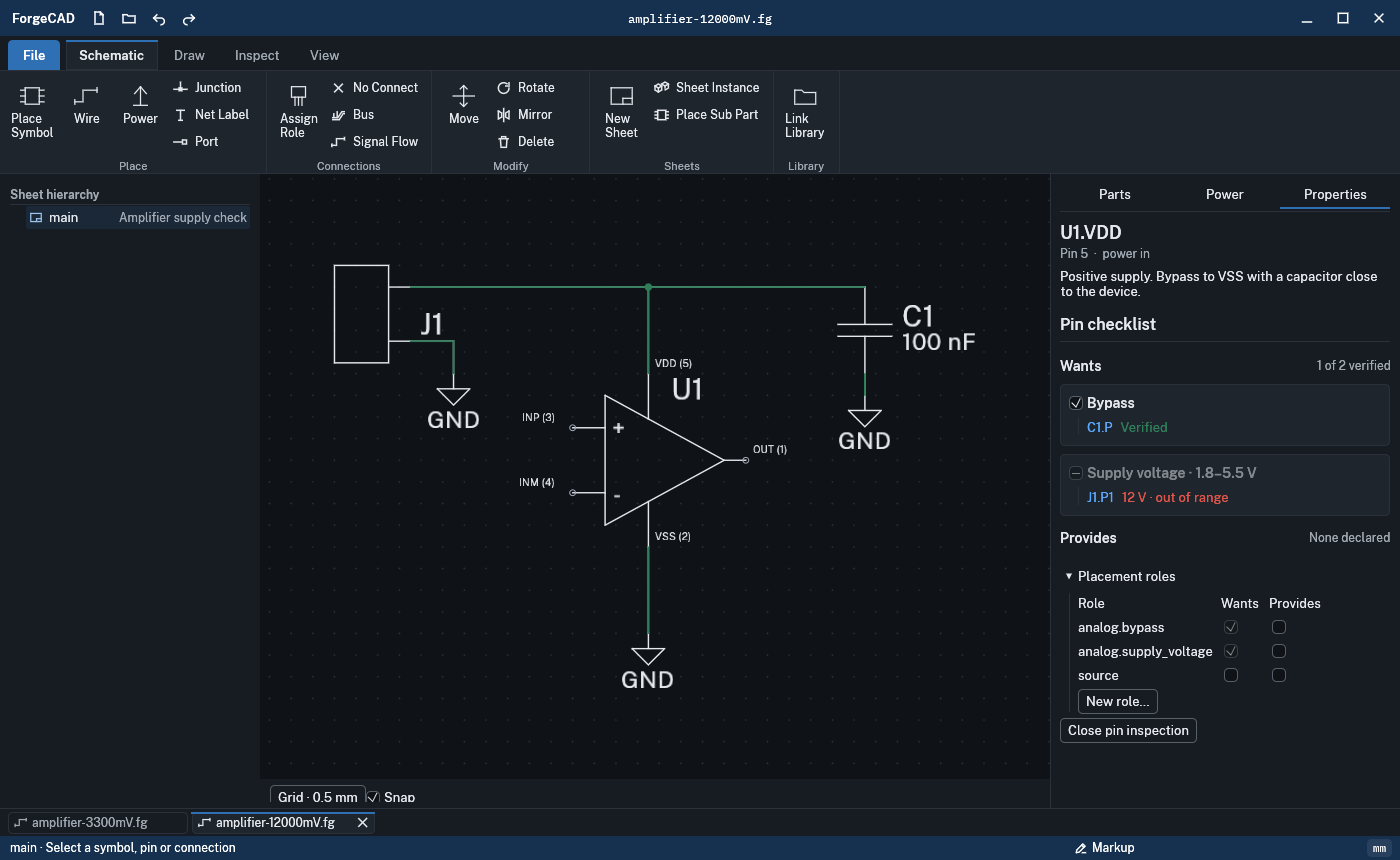 ForgeCAD
amplifier-12000mV.fg
File Schematic Draw Inspect View
Place Symbol
Wire
Power
Junction
Net Label
Port
Place
Assign Role
No Connect
Bus
Signal Flow
Connections
Move
Rotate
Mirror
Delete
Modify
New Sheet
Sheet Instance
Place Sub Part
Sheets
Link Library
Library
Sheet hierarchy
main Amplifier supply check
J1
GND
C1
100 nF
GND
VDD (5)
U1
INP (3)
+
OUT (1)
INM (4)
-
VSS (2)
GND
Grid · 0.5 mm Snap
Parts Power Properties
U1.VDD
Pin 5 · power in
Positive supply. Bypass to VSS with a capacitor close
to the device.
Pin checklist
Wants 1 of 2 verified
Bypass
C1.P Verified
Supply voltage · 1.8–5.5 V
J1.P1 12 V · out of range
Provides None declared
▾ Placement roles
Role Wants Provides
analog.bypass
analog.supply_voltage
source
New role...
Close pin inspection
amplifier-3300mV.fg amplifier-12000mV.fg
main · Select a symbol, pin or connection
Markup
mm